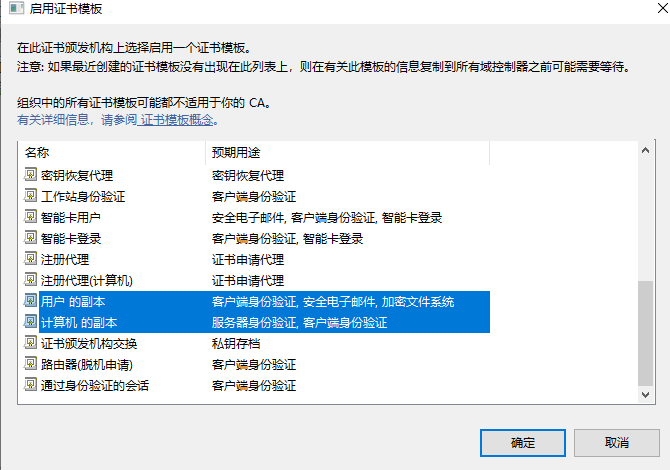 启用证书模板
在此证书颁发机构上选择启用一个证书模板。
注意: 如果最近创建的证书模板没有出现在此列表上，则在有关此模板的信息复制到所有域控制器之前可能需要等待。
组织中的所有证书模板可能都不适用于你的 CA。
有关详细信息，请参阅 证书模板概念。
名称 预期用途
密钥恢复代理 密钥恢复代理
工作站身份验证 客户端身份验证
智能卡用户 安全电子邮件, 客户端身份验证, 智能卡登录
智能卡登录 客户端身份验证, 智能卡登录
注册代理 证书申请代理
注册代理(计算机) 证书申请代理
用户 的副本 客户端身份验证, 安全电子邮件, 加密文件系统
计算机 的副本 服务器身份验证, 客户端身份验证
证书颁发机构交换 私钥存档
路由器(脱机申请) 客户端身份验证
通过身份验证的会话 客户端身份验证
确定 取消